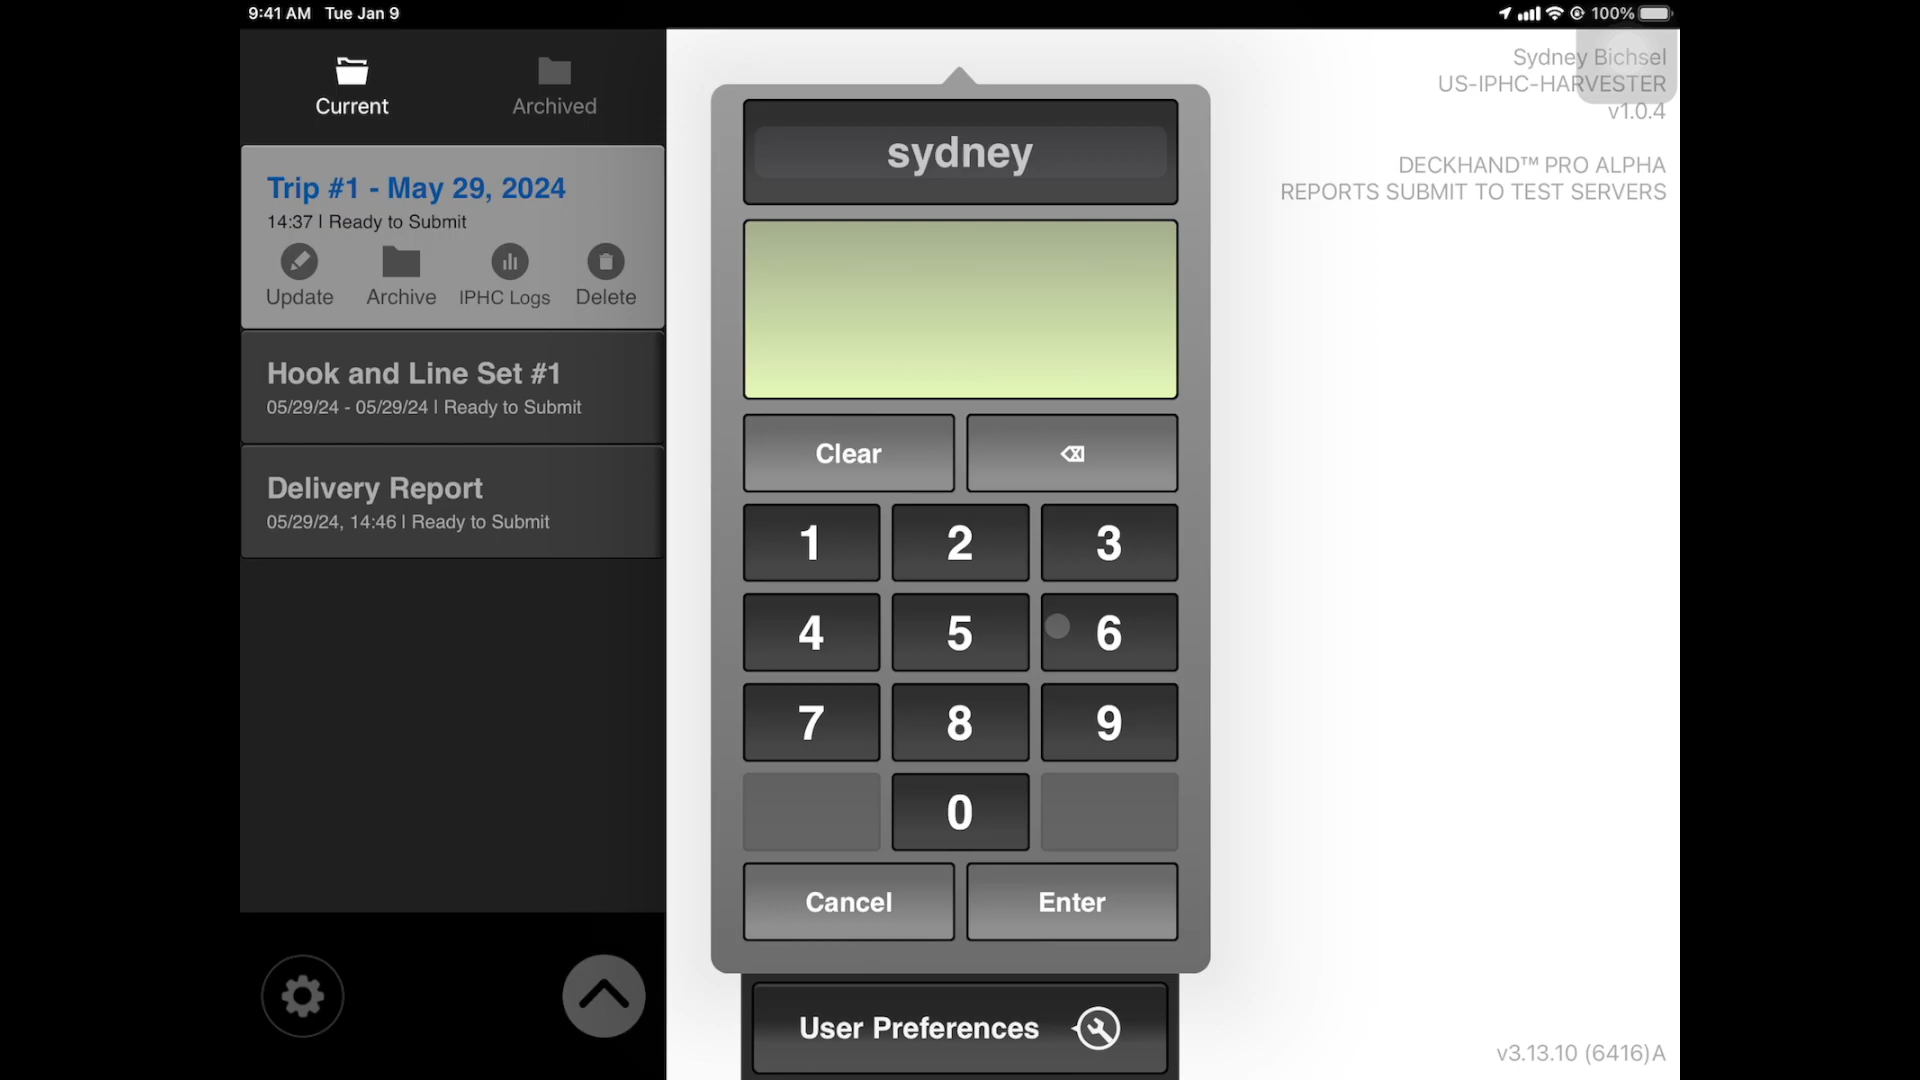 9:41 AM Tue Jan 9
100%
Current
Archived
Trip #1 - May 29, 2024
14:37 | Ready to Submit
Update
Archive
IPHC Logs
Delete
Hook and Line Set #1
05/29/24 - 05/29/24 | Ready to Submit
Delivery Report
05/29/24, 14:46 | Ready to Submit
sydney
Clear
1 2 3
4 5 6
7 8 9
0
Cancel
Enter
User Preferences
Sydney Bichsel
US-IPHC-HARVESTER
v1.0.4
DECKHAND™ PRO ALPHA
REPORTS SUBMIT TO TEST SERVERS
v3.13.10 (6416)A